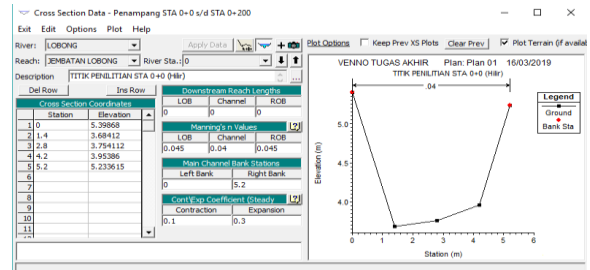 Cross Section Data - Penampang STA 0+0 s/d STA 0+200
Exit Edit Options Plot Help
River: LOBONG Apply Data
Reach: JEMBATAN LOBONG River Sta.: 0
Description TITIK PENILITIAN STA 0+0 (Hilir) ...
Del Row Ins Row
Cross Section Coordinates
Station Elevation
1 0 5.39868
2 1.4 3.68412
3 2.8 3.754112
4 4.2 3.95386
5 5.2 5.233615
6
7
8
9
10
11
Downstream Reach Lengths
LOB Channel ROB
0 0 0
Manning's n Values [?]
LOB Channel ROB
0.045 0.04 0.045
Main Channel Bank Stations
Left Bank Right Bank
0 5.2
Cont\Exp Coefficient (Steady [?]
Contraction Expansion
0.1 0.3
Plot Options Keep Prev XS Plots Clear Prev Plot Terrain (if availal
VENNO TUGAS AKHIR Plan: Plan 01 16/03/2019
TITIK PENILITIAN STA 0+0 (Hilir)
.04
Legend
Ground
Bank Sta
Elevation (m)
5.0
4.5
4.0
0 1 2 3 4 5 6
Station (m)